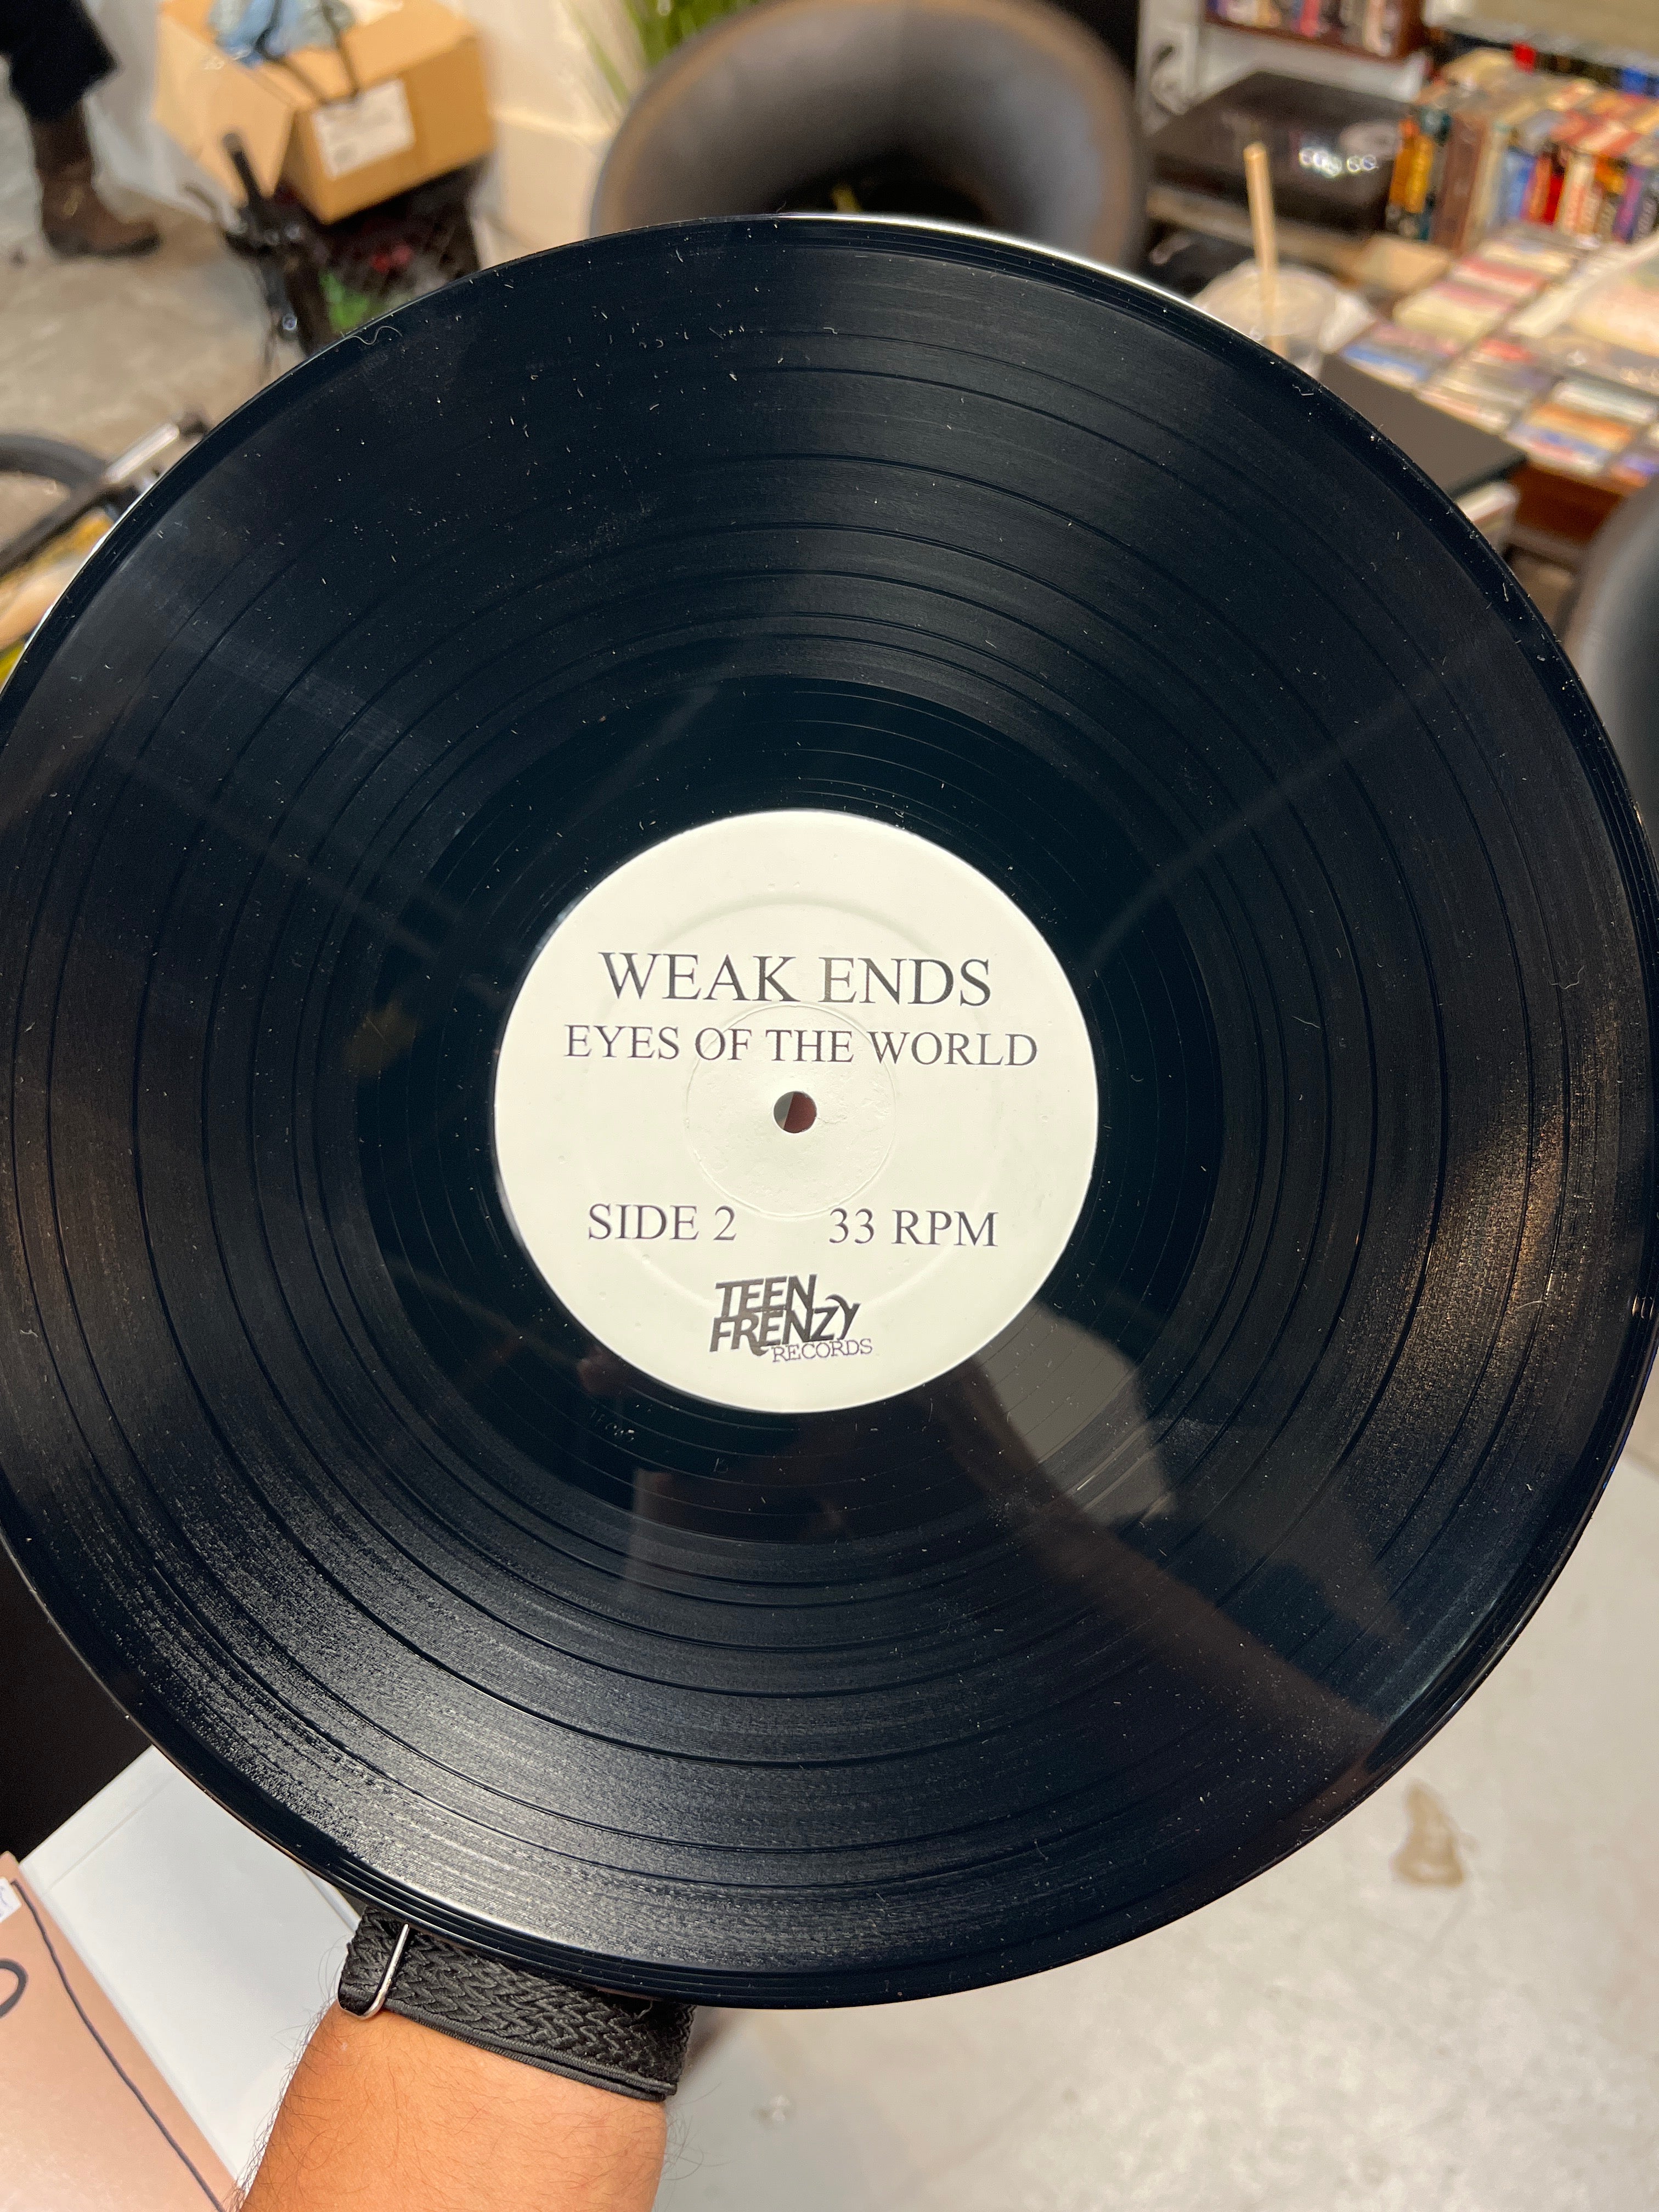 WEAK ENDS
EYES OF THE WORLD
SIDE 2 33 RPM
TEEN
FRENZY
RECORDS